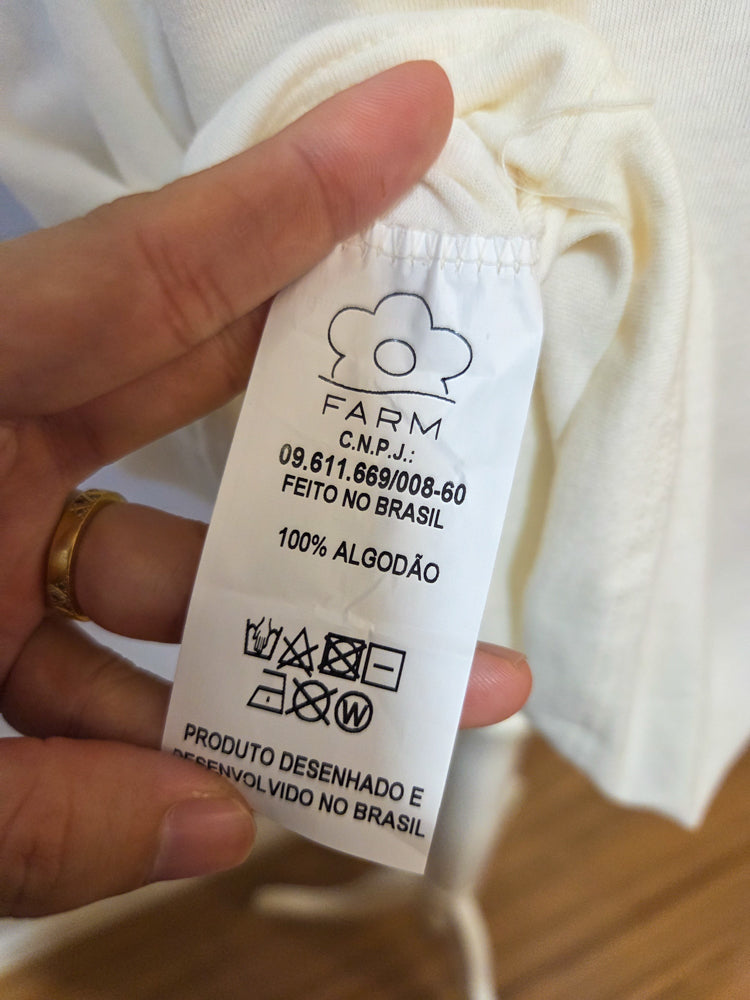 FARM
C.N.P.J.:
09.611.669/008-60
FEITO NO BRASIL
100% ALGODÃO
W
PRODUTO DESENHADO E
DESENVOLVIDO NO BRASIL